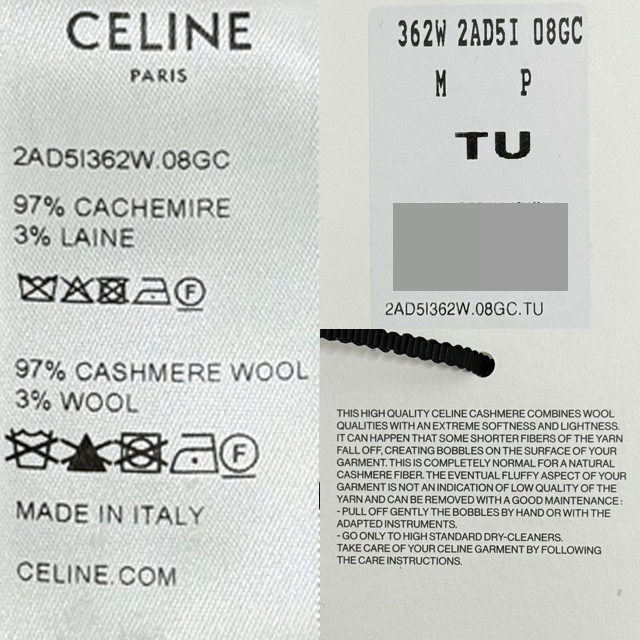 CELINE
PARIS
2AD5I362W.08GC
97% CACHEMIRE
3% LAINE
F
97% CASHMERE WOOL
3% WOOL
F
MADE IN ITALY
CELINE.COM
362W 2AD5I 08GC
M P
TU
2AD5I362W.08GC.TU
THIS HIGH QUALITY CELINE CASHMERE COMBINES WOOL
QUALITIES WITH AN EXTREME SOFTNESS AND LIGHTNESS.
IT CAN HAPPEN THAT SOME SHORTER FIBERS OF THE YARN
FALL OFF, CREATING BOBBLES ON THE SURFACE OF YOUR
GARMENT. THIS IS COMPLETELY NORMAL FOR A NATURAL
CASHMERE FIBER. THE EVENTUAL FLUFFY ASPECT OF YOUR
GARMENT IS NOT AN INDICATION OF LOW QUALITY OF THE
YARN AND CAN BE REMOVED WITH A GOOD MAINTENANCE:
- PULL OFF GENTLY THE BOBBLES BY HAND OR WITH THE
ADAPTED INSTRUMENTS.
- GO ONLY TO HIGH STANDARD DRY-CLEANERS.
TAKE CARE OF YOUR CELINE GARMENT BY FOLLOWING
THE CARE INSTRUCTIONS.